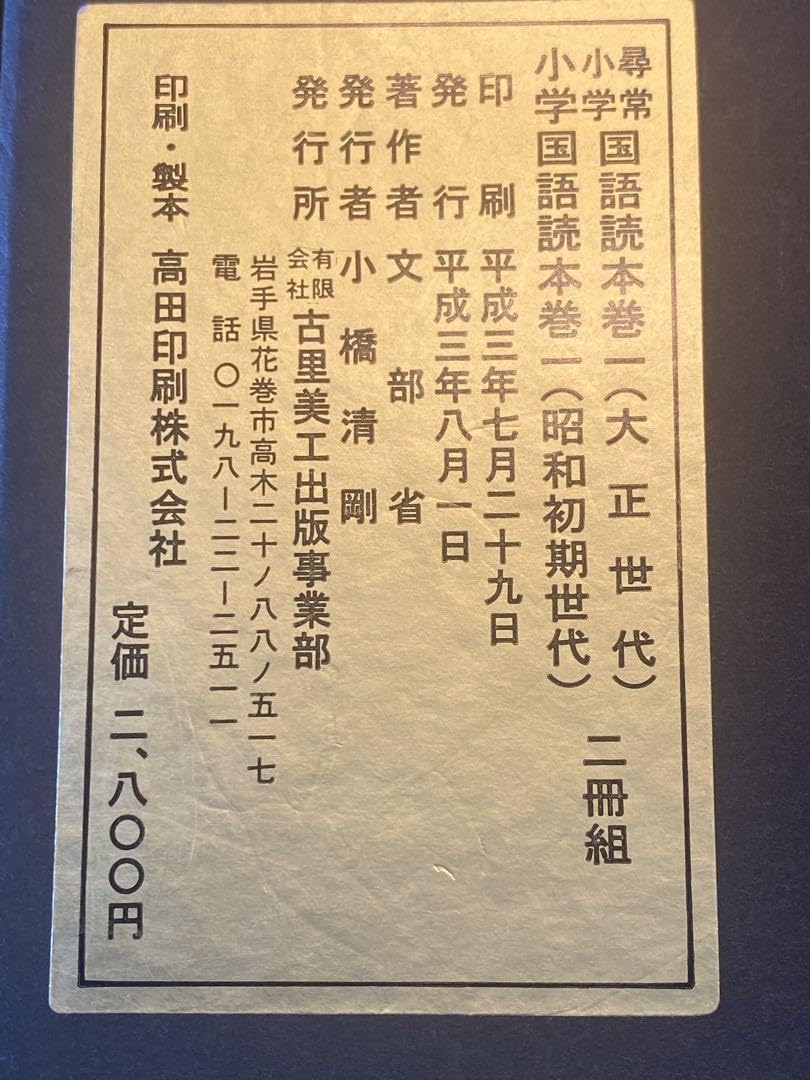 尋常小学国語読本巻一（大正世代）
小学国語読本巻一（昭和初期世代）
二冊組
印刷 平成三年七月二十九日
発行 平成三年八月一日
著作者 文部省
発行者 小橋清剛
発行所 有限会社 古里美工出版事業部
岩手県花巻市高木二十ノ八八ノ五一七
電話 〇一九八ー二二ー二五一一
印刷・製本 高田印刷株式会社
定価 二、八〇〇円